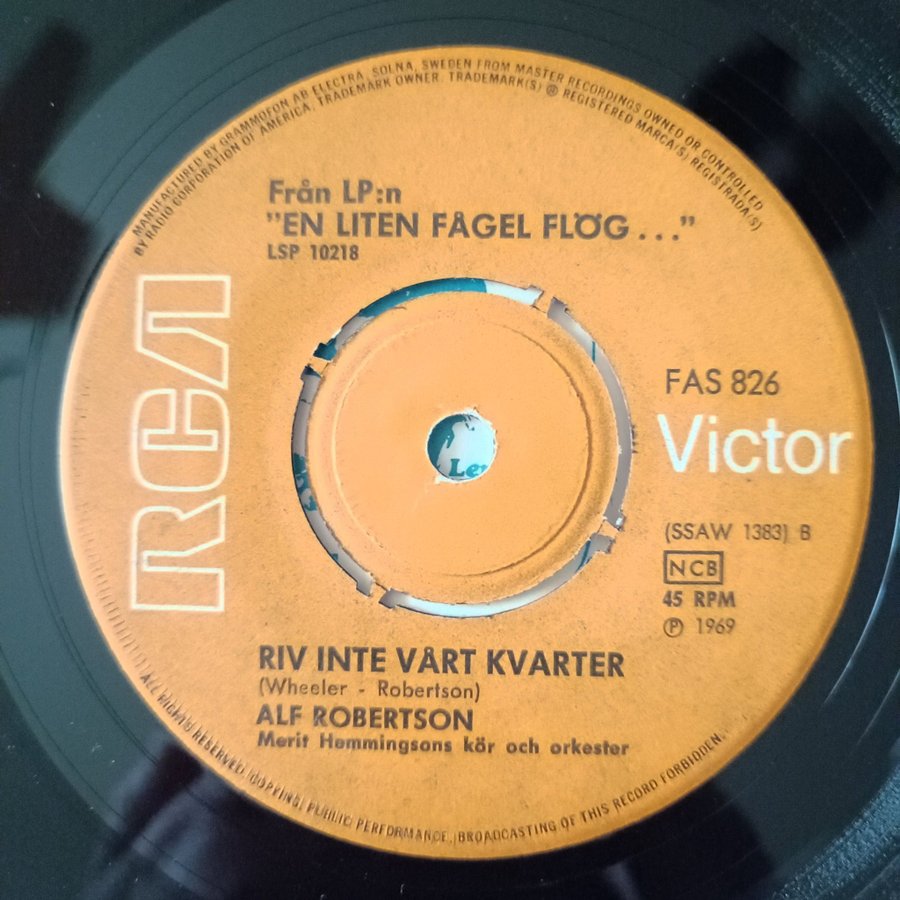 MANUFACTURED BY GRAMMOFON AB ELECTRA, SOLNA, SWEDEN FROM MASTER RECORDINGS OWNED OR CONTROLLED
BY RADIO CORPORATION OF AMERICA. TRADEMARK OWNER. TRADEMARK(S) ® REGISTERED MARCA(S) REGISTRADA(S)
Från LP:n
"EN LITEN FÅGEL FLÖG..."
LSP 10218
RCA
FAS 826
Victor
(SSAW 1383) B
NCB
45 RPM
Ⓟ 1969
RIV INTE VÅRT KVARTER
(Wheeler - Robertson)
ALF ROBERTSON
Merit Hemmingsons kör och orkester
ALL RIGHTS RESERVED. COPYING, PUBLIC PERFORMANCE, BROADCASTING OF THIS RECORD FORBIDDEN.